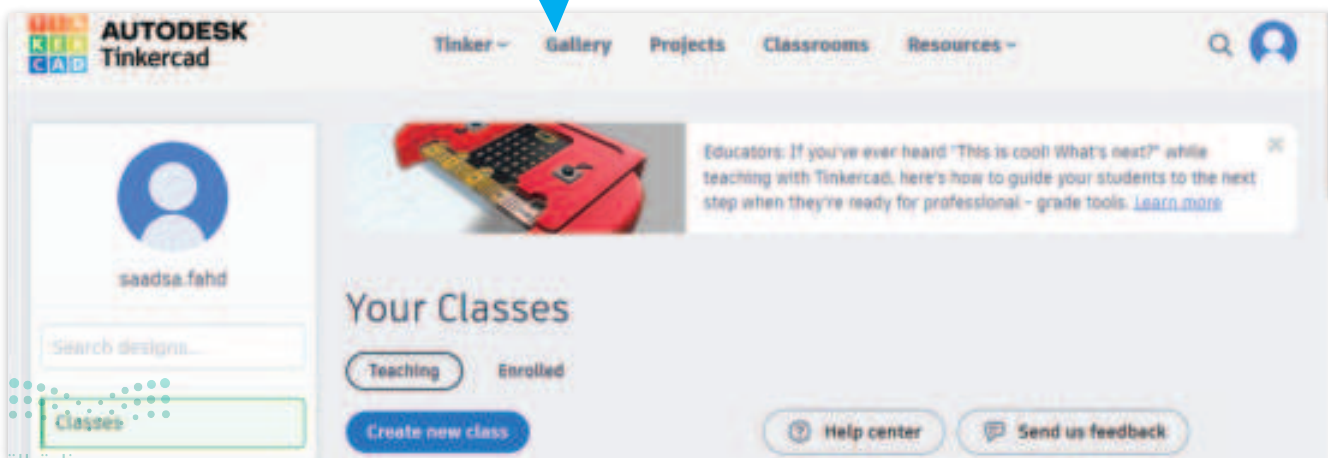 TIN
KER
CAD
AUTODESK
Tinkercad
Tinker Gallery Projects Classrooms Resources
Educators: If you've ever heard "This is cool! What's next?" while
teaching with Tinkercad, here's how to guide your students to the next
step when they're ready for professional - grade tools. Learn more
saadsa.fahd
Your Classes
Search designs...
Teaching Enrolled
Classes
Create new class
Help center
Send us feedback